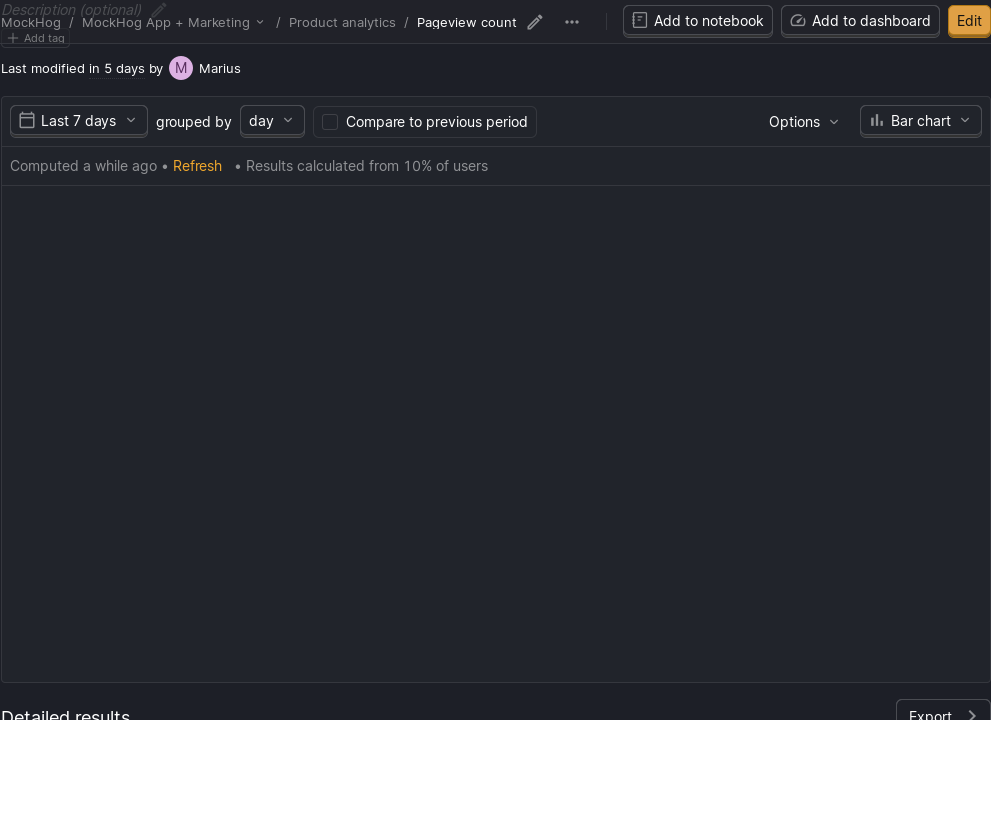 Description (optional)
MockHog / MockHog App + Marketing / Product analytics / Pageview count
Add to notebook
Add to dashboard
Edit
Add tag
Last modified in 5 days by M Marius
Last 7 days grouped by day Compare to previous period
Options
Bar chart
Computed a while ago • Refresh • Results calculated from 10% of users
Detailed results
Export